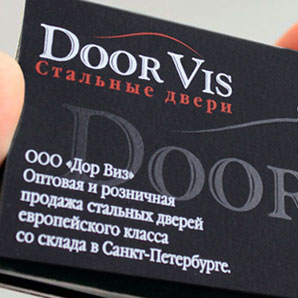 DOOR VIS
Стальные двери
DOOR
ООО «Дор Виз»
Оптовая и розничная
продажа стальных дверей
европейского класса
со склада в Санкт-Петербурге.